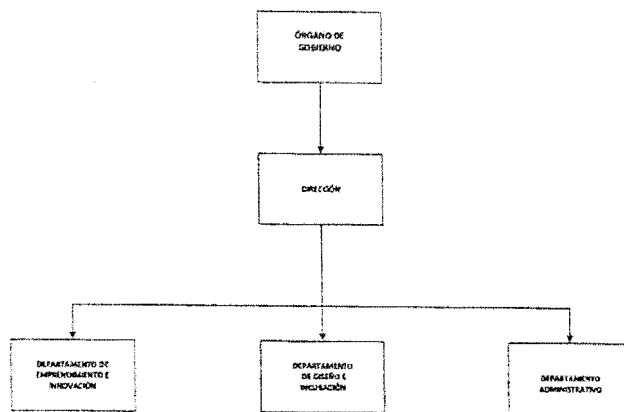 ÓRGANO DE
GOBIERNO
DIRECCIÓN
DEPARTAMENTO DE
EMPRENDIMIENTO E
INNOVACIÓN
DEPARTAMENTO
DE DISEÑO E
INCUBACIÓN
DEPARTAMENTO
ADMINISTRATIVO